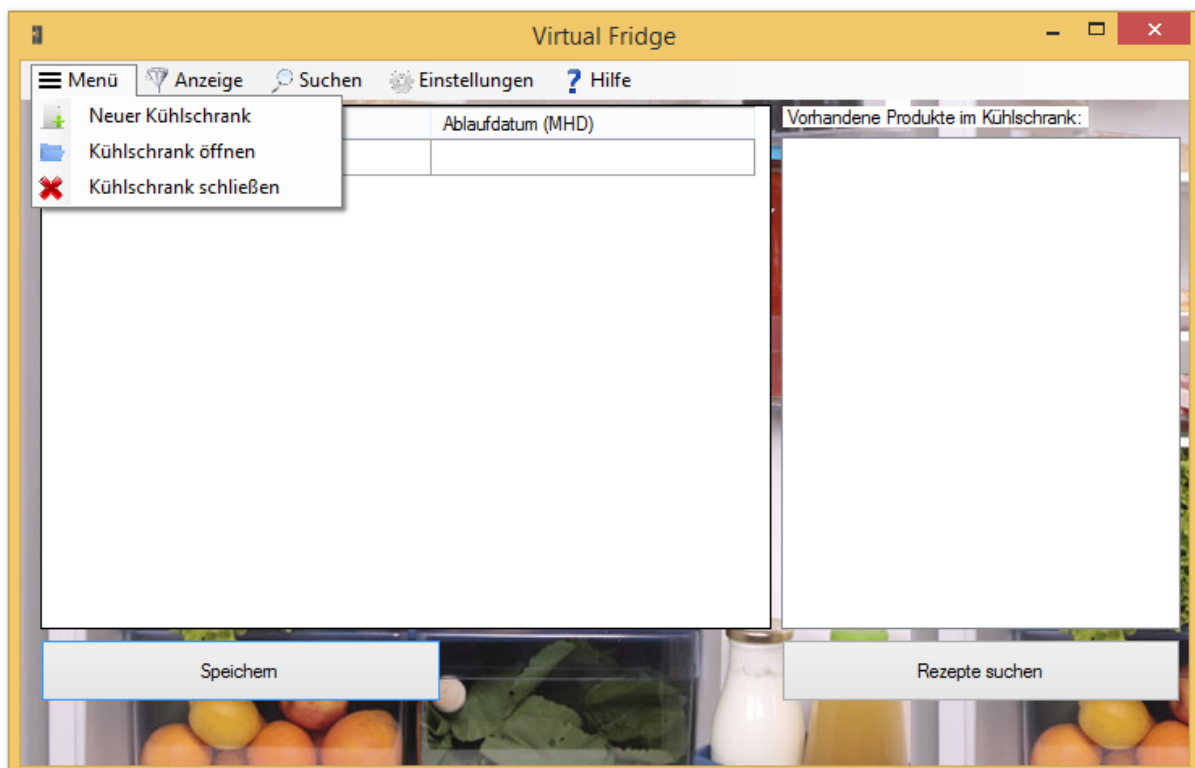 Virtual Fridge
Menü Anzeige Suchen Einstellungen ? Hilfe
Neuer Kühlschrank
Kühlschrank öffnen
Kühlschrank schließen
Ablaufdatum (MHD)
Vorhandene Produkte im Kühlschrank:
Speichern
Rezepte suchen